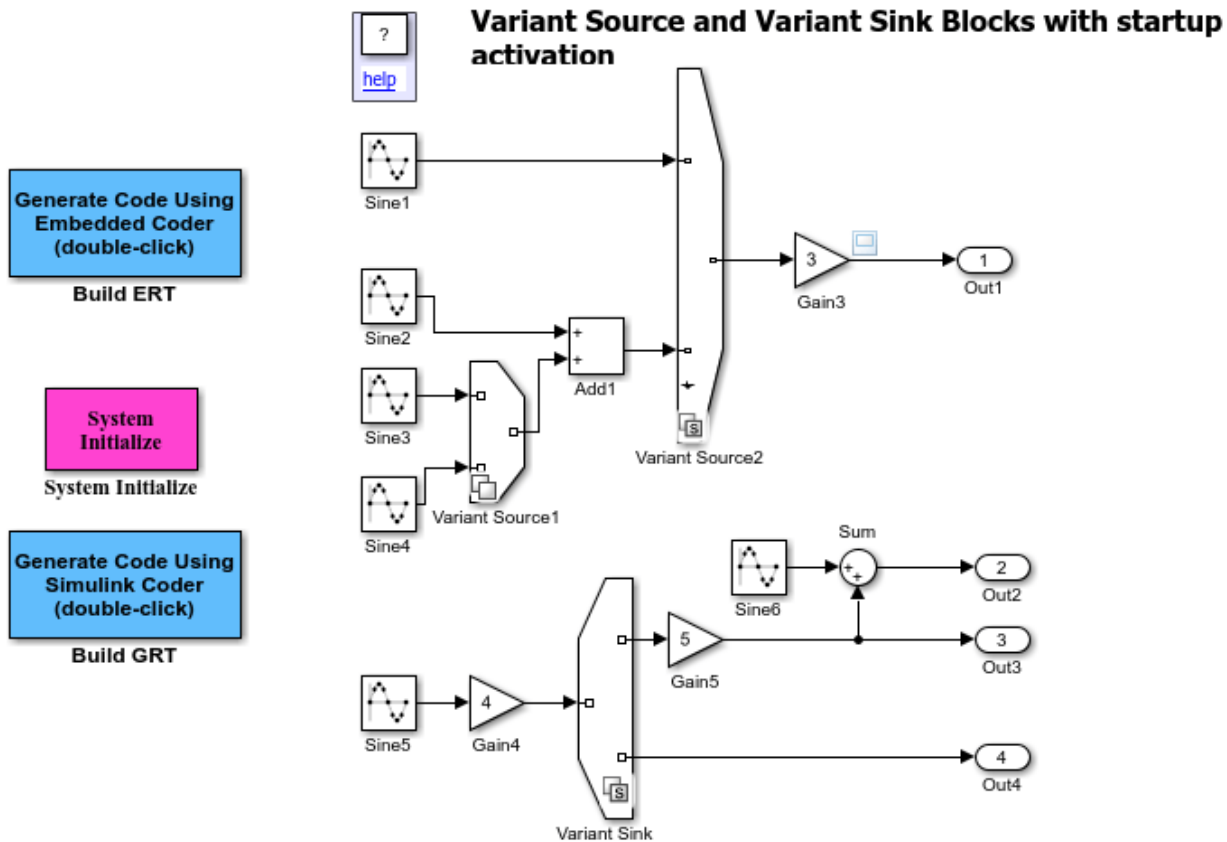 Variant Source and Variant Sink Blocks with startup
activation
?
help
Sine1
Generate Code Using
Embedded Coder
(double-click)
Build ERT
3
Gain3
1
Out1
Sine2
+
+
Add1
Sine3
S
Variant Source2
System
Initialize
System Initialize
Sine4
Variant Source1
Generate Code Using
Simulink Coder
(double-click)
Build GRT
Sine6
Sum
+
+
2
Out2
5
Gain5
3
Out3
Sine5
4
Gain4
S
Variant Sink
4
Out4